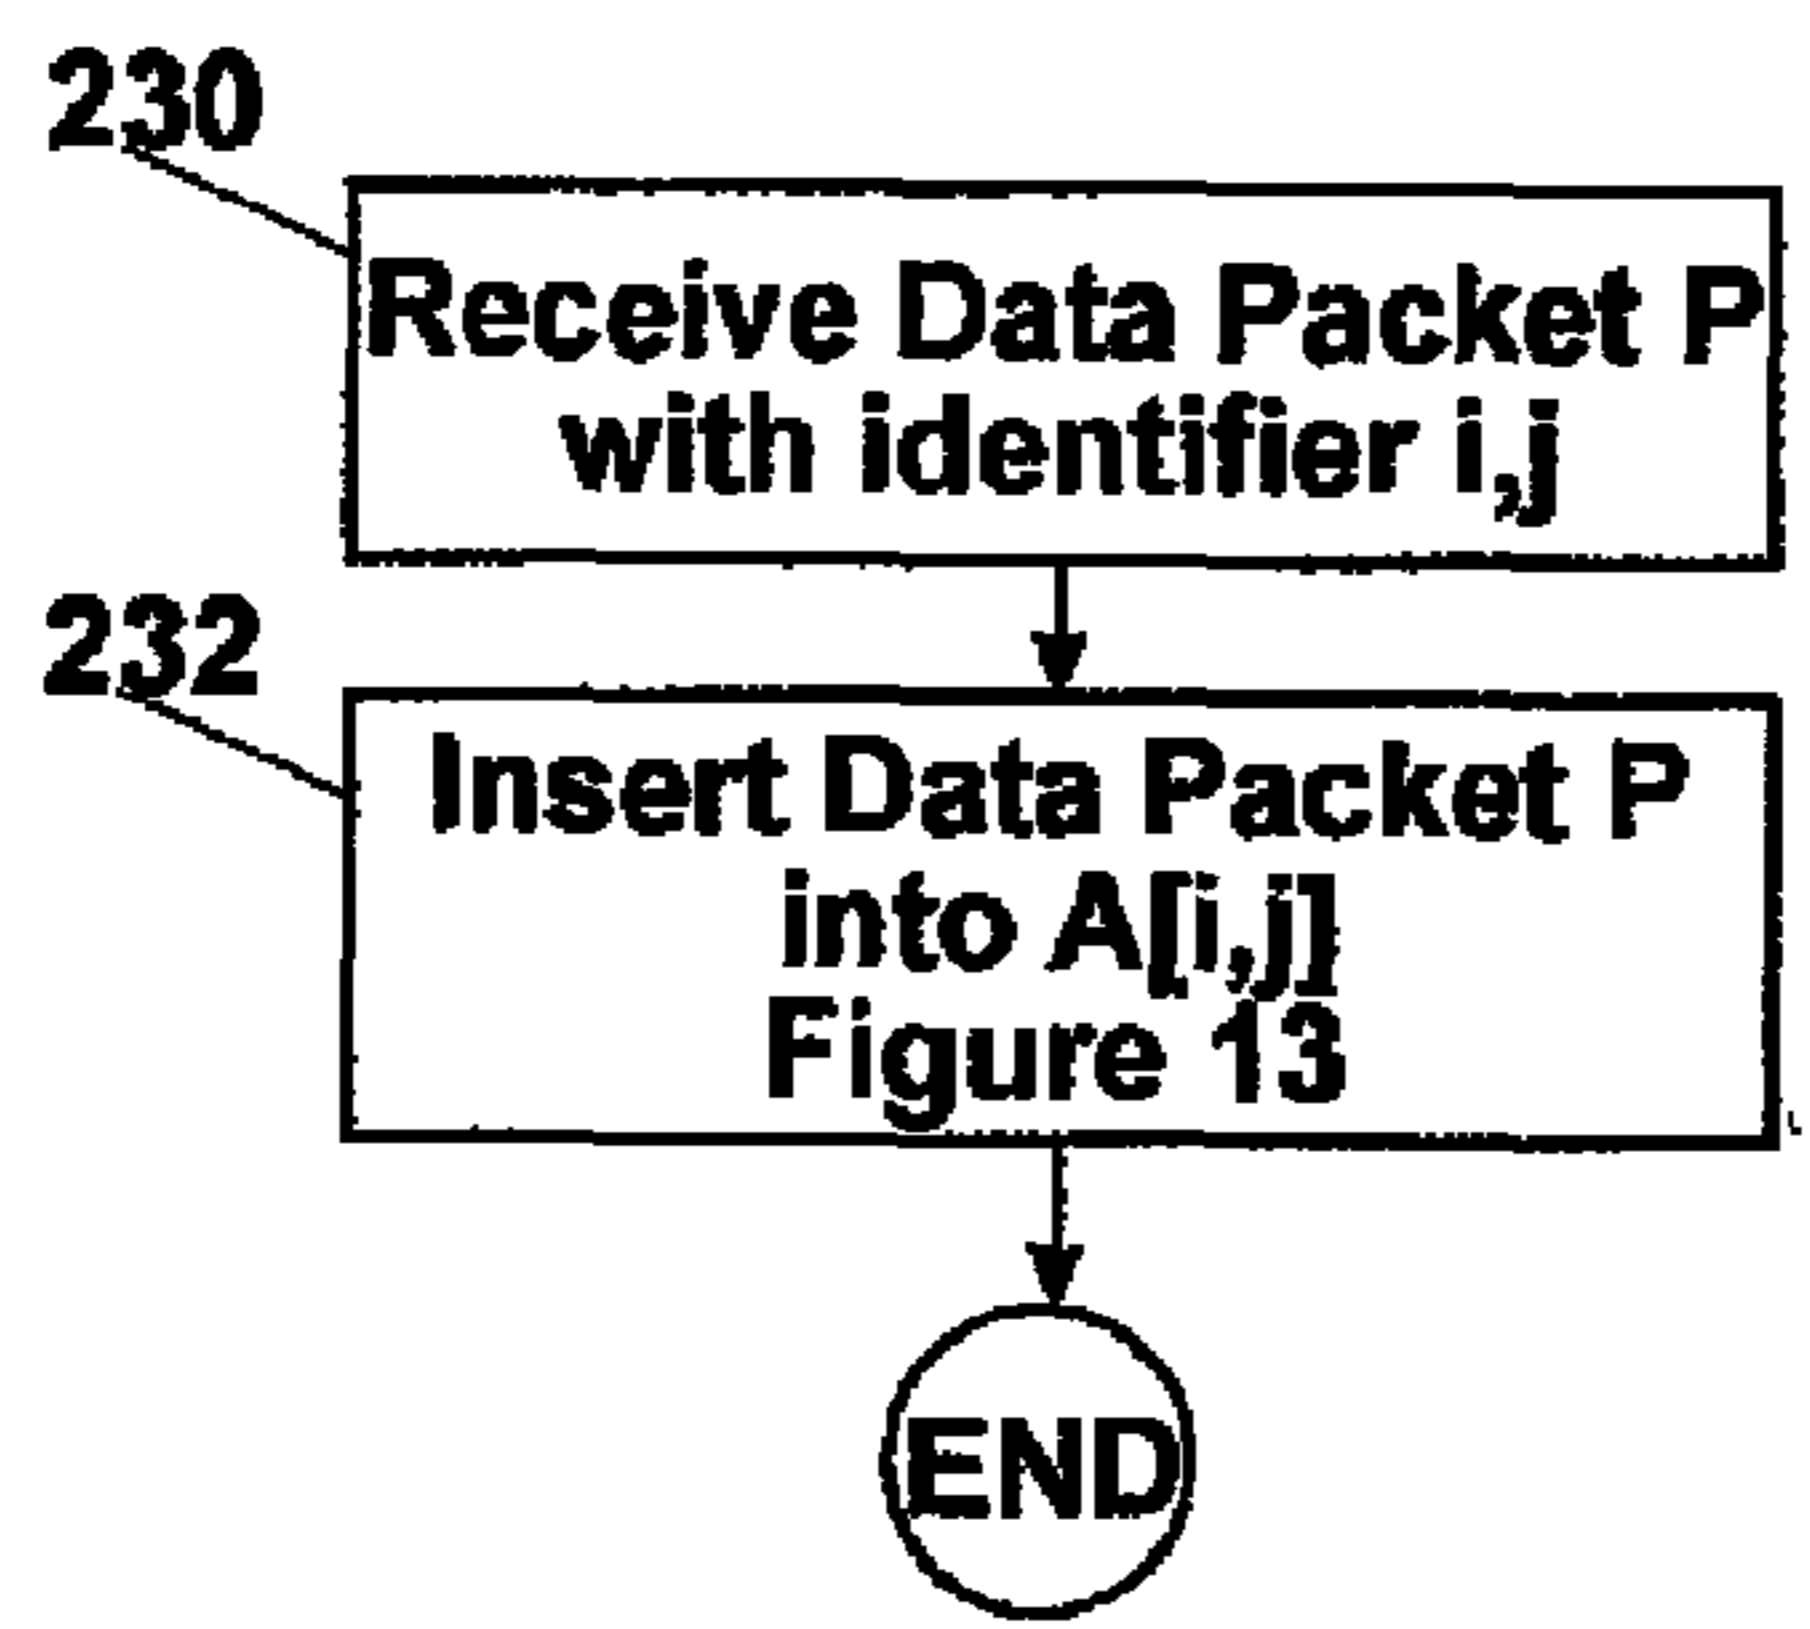 230
Receive Data Packet P
with identifier i,j
232
Insert Data Packet P
into A[i,j]
Figure 13
END